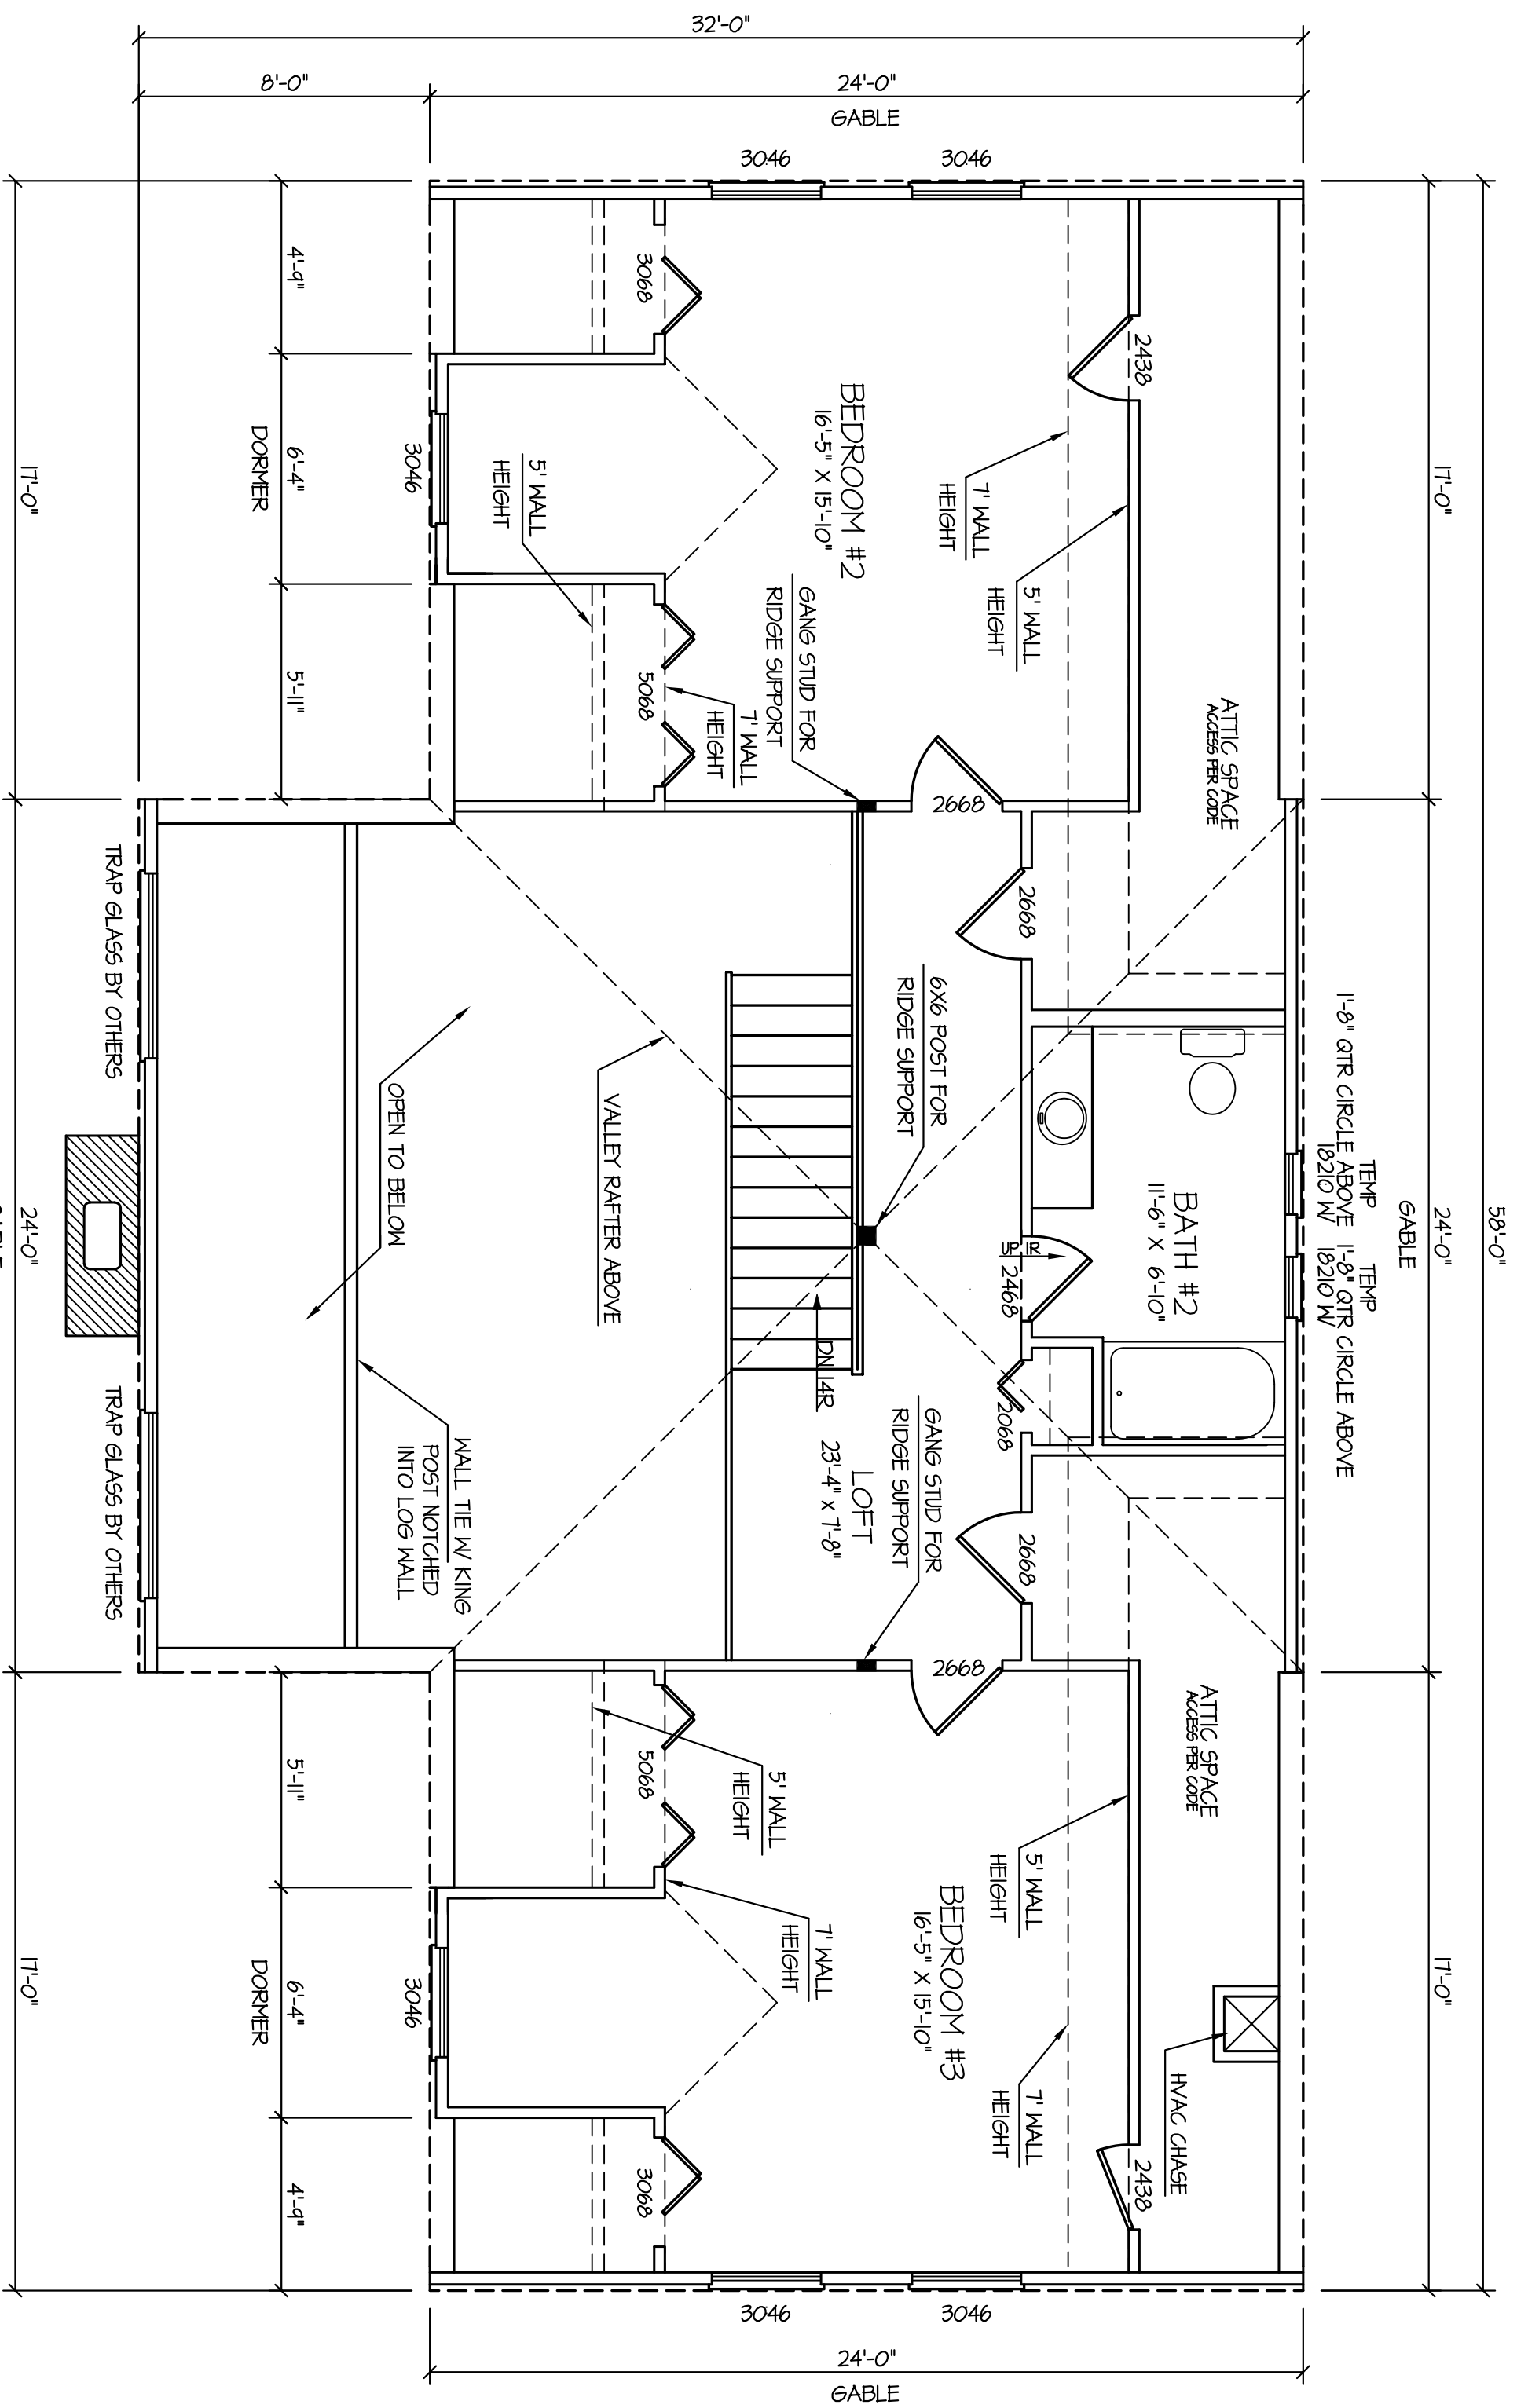 58'-0"
17'-0"
24'-0"
17'-0"
GABLE
TEMP
18210 W/
1'-8" QTR CIRCLE ABOVE
TEMP
18210 W/
1'-8" QTR CIRCLE ABOVE
32'-0"
8'-0"
24'-0"
GABLE
3046
3046
ATTIC SPACE
ACCESS PER CODE
2438
BEDROOM #2
16'-5" X 15'-10"
7' WALL
HEIGHT
5' WALL
HEIGHT
GANG STUD FOR
RIDGE SUPPORT
2668
2668
BATH #2
11'-6" X 6'-10"
UP 1R
2468
2068
6X6 POST FOR
RIDGE SUPPORT
DN 14R
LOFT
23'-4" X 7'-8"
GANG STUD FOR
RIDGE SUPPORT
2668
2668
ATTIC SPACE
ACCESS PER CODE
HVAC CHASE
2438
5' WALL
HEIGHT
7' WALL
HEIGHT
BEDROOM #3
16'-5" X 15'-10"
3046
3046
24'-0"
GABLE
3068
5068
7' WALL
HEIGHT
5' WALL
HEIGHT
3046
VALLEY RAFTER ABOVE
OPEN TO BELOW
WALL TIE W/ KING
POST NOTCHED
INTO LOG WALL
5068
5' WALL
HEIGHT
7' WALL
HEIGHT
3068
3046
4'-9"
6'-4"
DORMER
5'-11"
TRAP GLASS BY OTHERS
TRAP GLASS BY OTHERS
5'-11"
6'-4"
DORMER
4'-9"
17'-0"
24'-0"
17'-0"